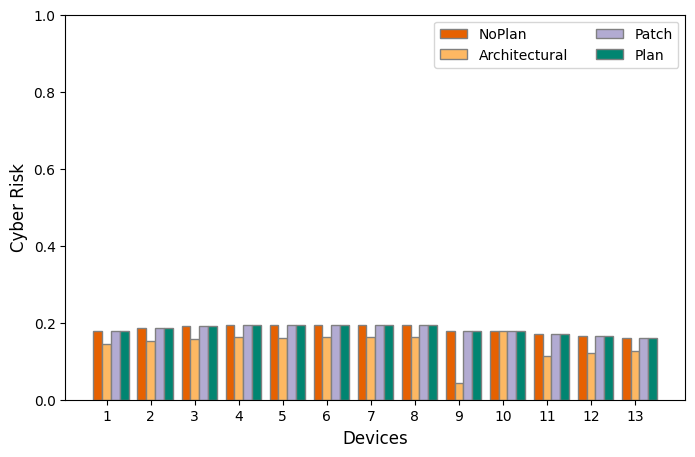 1.0
0.8
0.6
0.4
0.2
0.0
Cyber Risk
NoPlan
Architectural
Patch
Plan
1 2 3 4 5 6 7 8 9 10 11 12 13
Devices